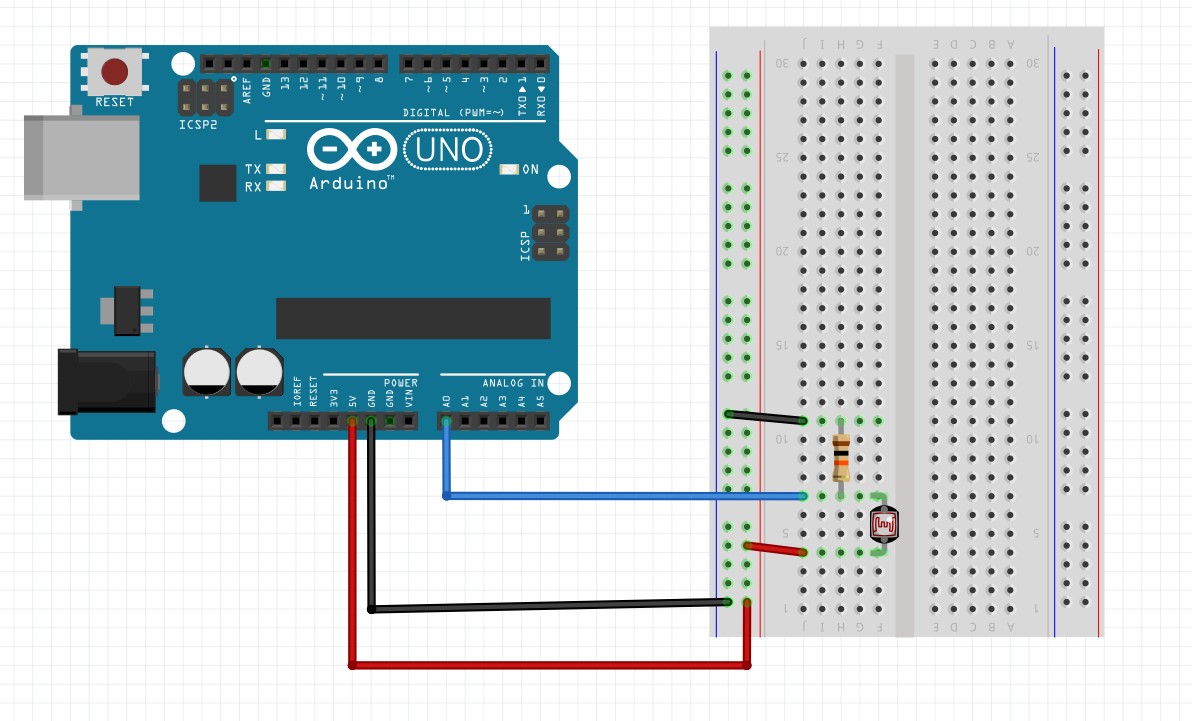 RESET
ICSP2
AREF
GND
13
12
~11
~10
~9
8
7
~6
~5
4
~3
2
TX0▶1
RX0◀0
DIGITAL (PWM=~)
L
TX
RX
Arduino™
UNO
ON
1
ICSP
IOREF
RESET
3V3
5V
GND
GND
VIN
POWER
A0
A1
A2
A3
A4
A5
ANALOG IN
J I H G F E D C B A
30 30
25 25
20 20
15 15
10 10
5 5
1 1
J I H G F E D C B A